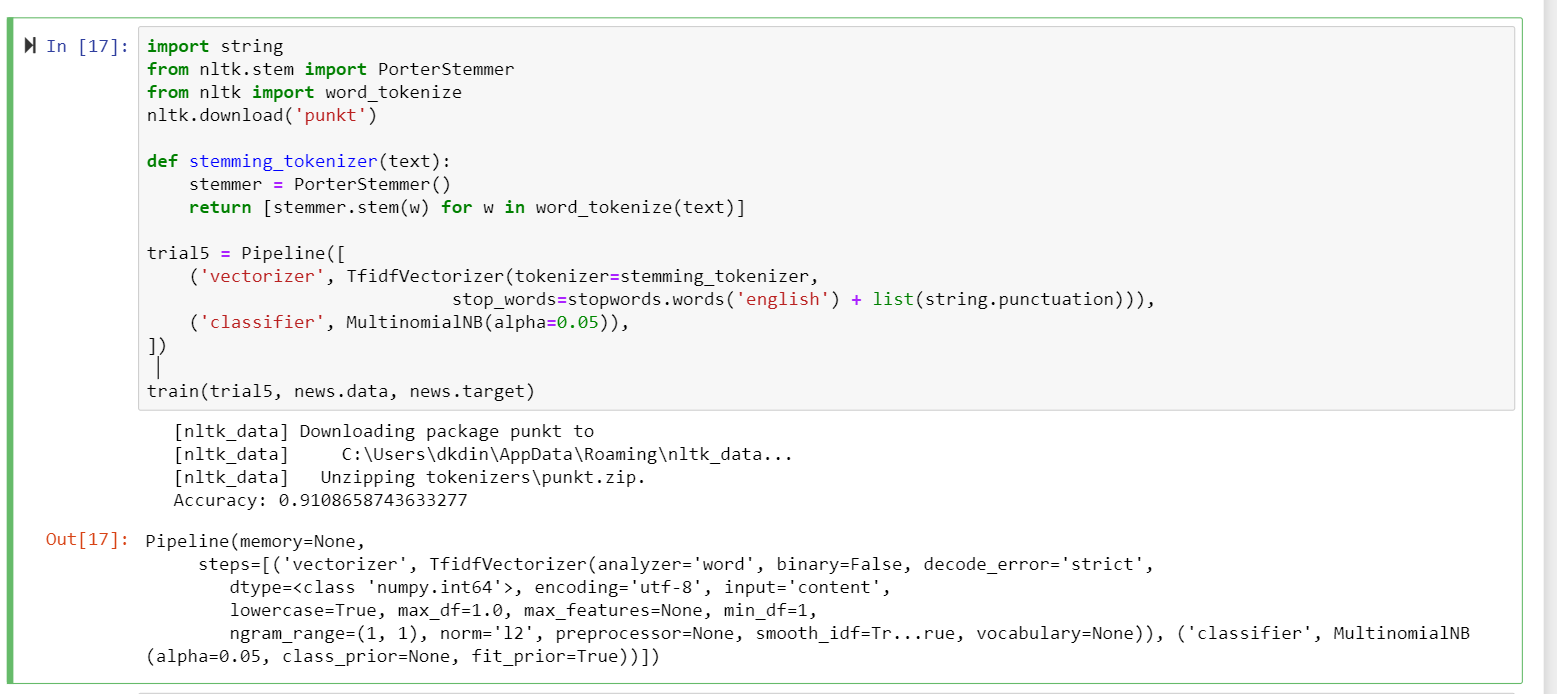 In [17]: import string
from nltk.stem import PorterStemmer
from nltk import word_tokenize
nltk.download('punkt')

def stemming_tokenizer(text):
    stemmer = PorterStemmer()
    return [stemmer.stem(w) for w in word_tokenize(text)]

trial5 = Pipeline([
    ('vectorizer', TfidfVectorizer(tokenizer=stemming_tokenizer,
                             stop_words=stopwords.words('english') + list(string.punctuation))),
    ('classifier', MultinomialNB(alpha=0.05)),
])

train(trial5, news.data, news.target)
[nltk_data] Downloading package punkt to
[nltk_data]     C:\Users\dkdin\AppData\Roaming\nltk_data...
[nltk_data]   Unzipping tokenizers\punkt.zip.
Accuracy: 0.9108658743633277
Out[17]: Pipeline(memory=None,
     steps=[('vectorizer', TfidfVectorizer(analyzer='word', binary=False, decode_error='strict',
        dtype=<class 'numpy.int64'>, encoding='utf-8', input='content',
        lowercase=True, max_df=1.0, max_features=None, min_df=1,
        ngram_range=(1, 1), norm='l2', preprocessor=None, smooth_idf=Tr...rue, vocabulary=None)), ('classifier', MultinomialNB
(alpha=0.05, class_prior=None, fit_prior=True))])